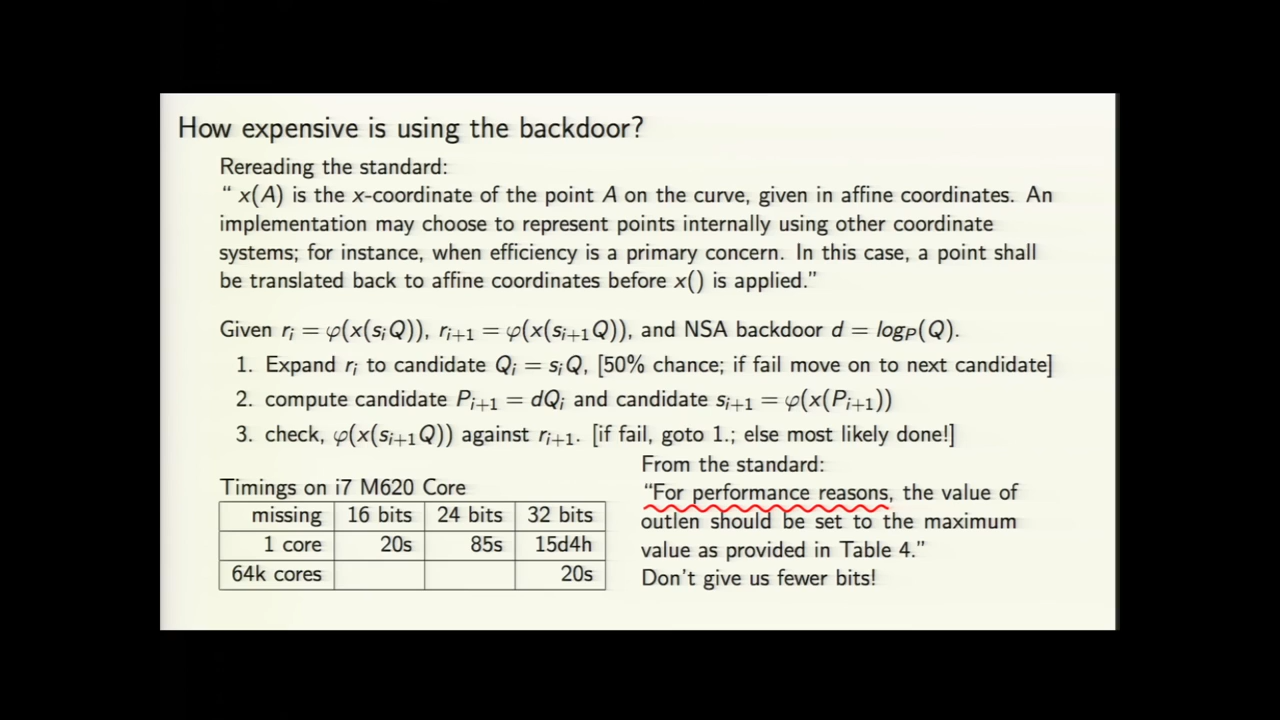 How expensive is using the backdoor?
Rereading the standard:
“ x(A) is the x-coordinate of the point A on the curve, given in affine coordinates. An
implementation may choose to represent points internally using other coordinate
systems; for instance, when efficiency is a primary concern. In this case, a point shall
be translated back to affine coordinates before x() is applied.”
Given rᵢ = φ(x(sᵢQ)), rᵢ₊₁ = φ(x(sᵢ₊₁Q)), and NSA backdoor d = log_P(Q).
1. Expand rᵢ to candidate Qᵢ = sᵢQ, [50% chance; if fail move on to next candidate]
2. compute candidate Pᵢ₊₁ = dQᵢ and candidate sᵢ₊₁ = φ(x(Pᵢ₊₁))
3. check, φ(x(sᵢ₊₁Q)) against rᵢ₊₁. [if fail, goto 1.; else most likely done!]
Timings on i7 M620 Core
missing 16 bits 24 bits 32 bits
1 core 20s 85s 15d4h
64k cores 20s
From the standard:
“For performance reasons, the value of
outlen should be set to the maximum
value as provided in Table 4.”
Don't give us fewer bits!